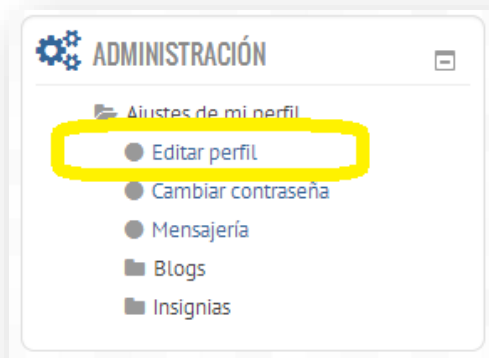 ADMINISTRACIÓN
Ajustes de mi perfil
Editar perfil
Cambiar contraseña
Mensajería
Blogs
Insignias